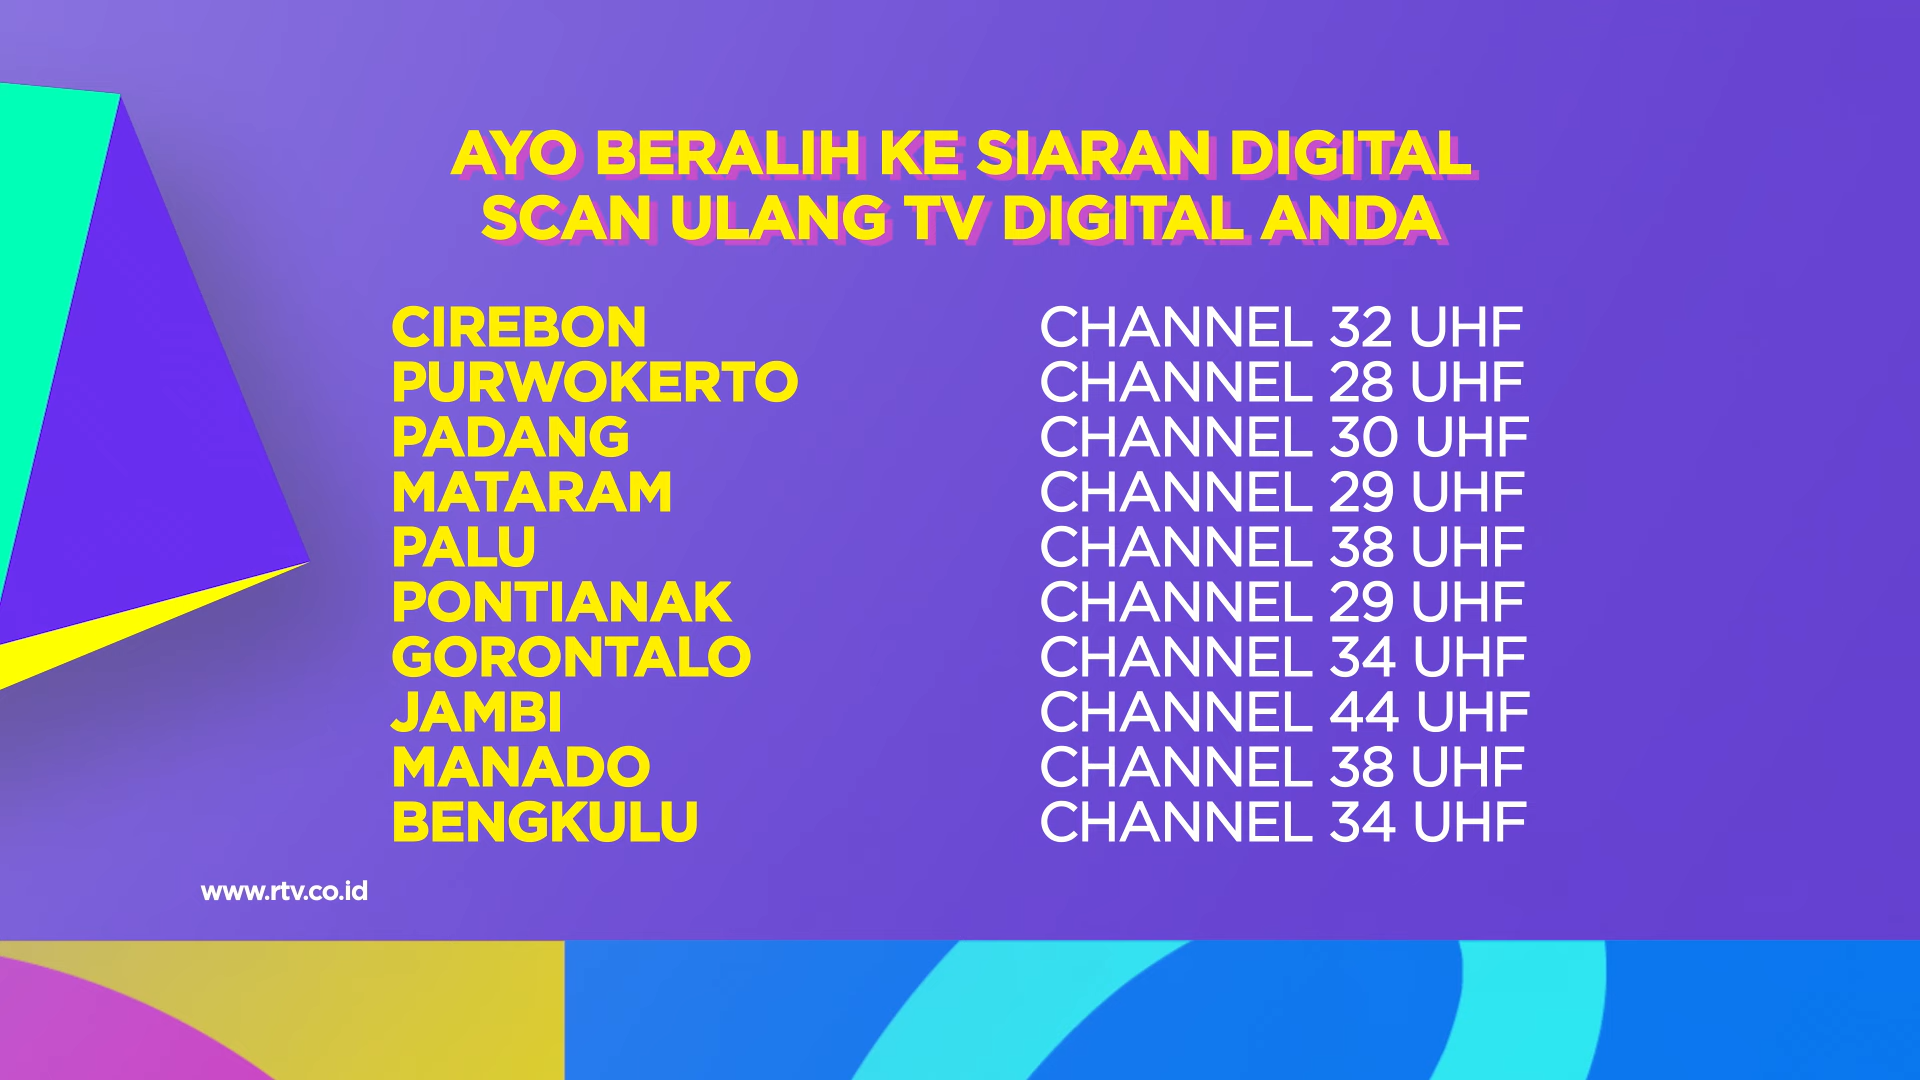 AYO BERALIH KE SIARAN DIGITAL
SCAN ULANG TV DIGITAL ANDA
CIREBON CHANNEL 32 UHF
PURWOKERTO CHANNEL 28 UHF
PADANG CHANNEL 30 UHF
MATARAM CHANNEL 29 UHF
PALU CHANNEL 38 UHF
PONTIANAK CHANNEL 29 UHF
GORONTALO CHANNEL 34 UHF
JAMBI CHANNEL 44 UHF
MANADO CHANNEL 38 UHF
BENGKULU CHANNEL 34 UHF
www.rtv.co.id